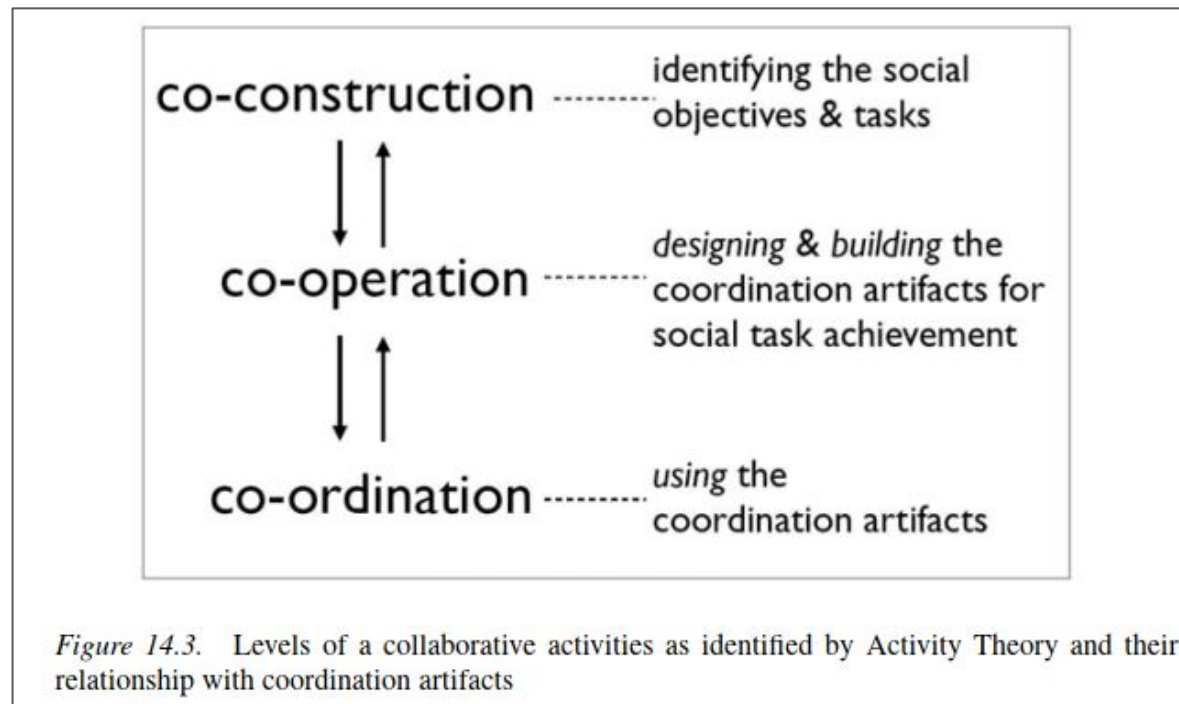 co-construction
identifying the social
objectives & tasks
co-operation
designing & building the
coordination artifacts for
social task achievement
co-ordination
using the
coordination artifacts
Figure 14.3. Levels of a collaborative activities as identified by Activity Theory and their
relationship with coordination artifacts